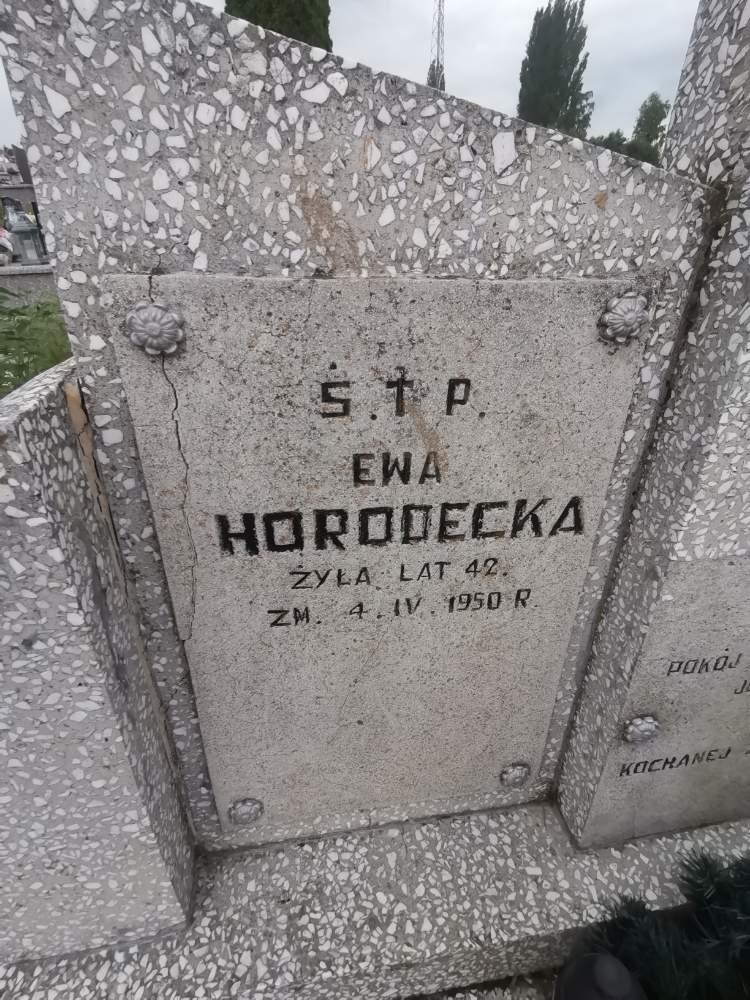 Ś.†P.
EWA
HORODECKA
ŻYŁA LAT 42.
ZM. 4.IV.1950 R.
POKÓJ
KOCHANEJ